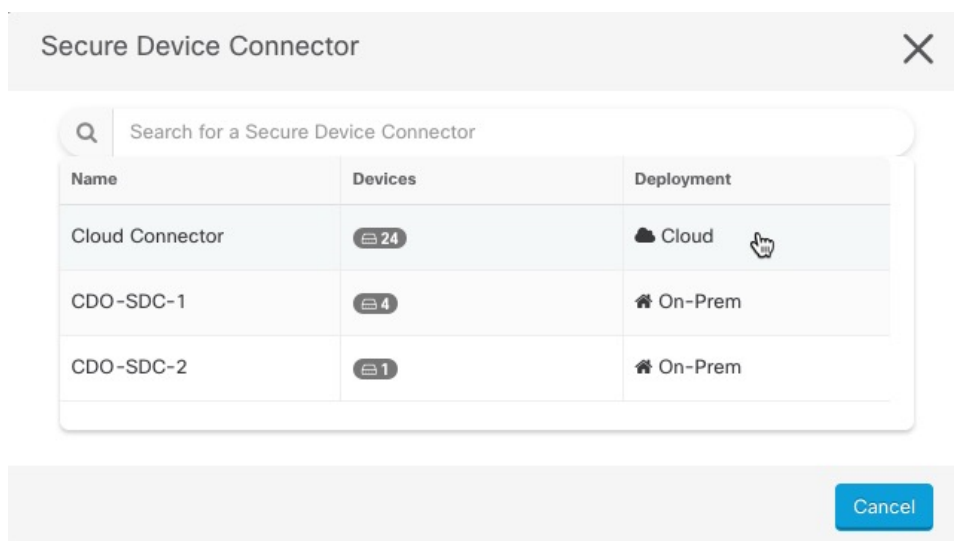 Secure Device Connector
Search for a Secure Device Connector
Name Devices Deployment
Cloud Connector 24 Cloud
CDO-SDC-1 4 On-Prem
CDO-SDC-2 1 On-Prem
Cancel